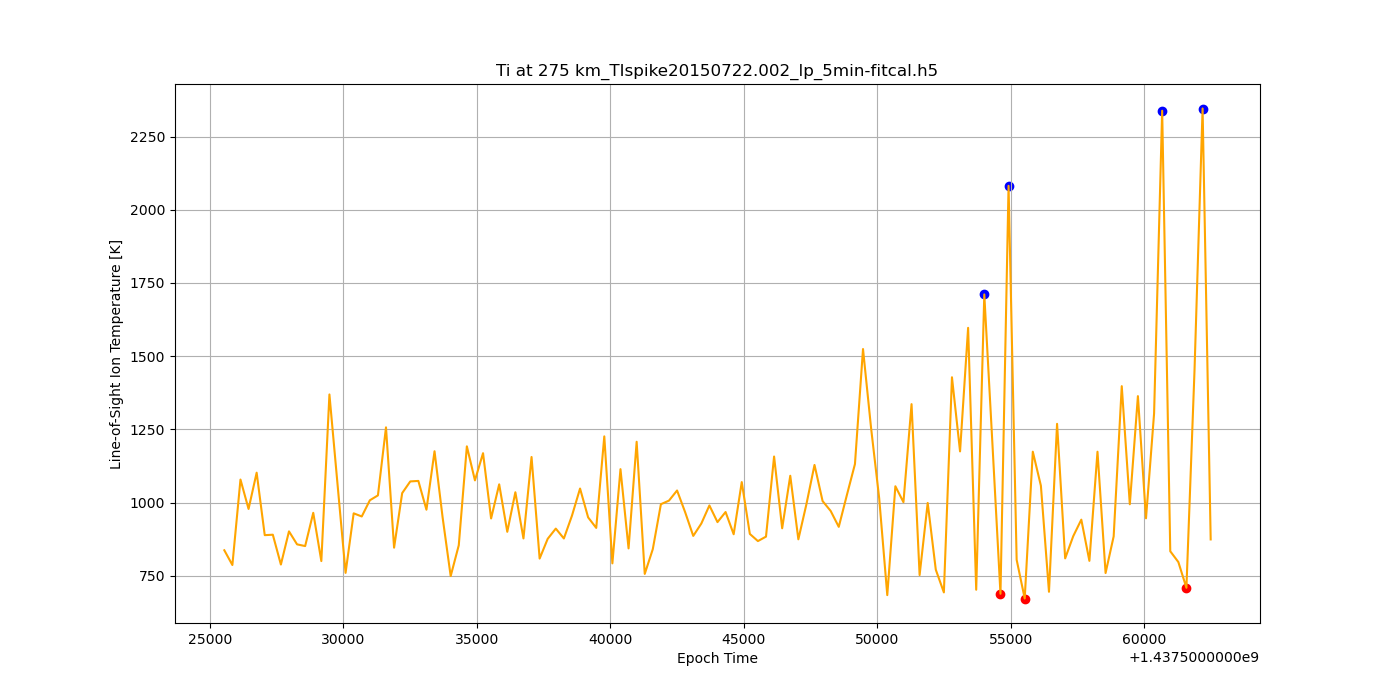 Ti at 275 km_TIspike20150722.002_lp_5min-fitcal.h5
Line-of-Sight Ion Temperature [K]
2250
2000
1750
1500
1250
1000
750
25000 30000 35000 40000 45000 50000 55000 60000
Epoch Time
+1.4375000000e9